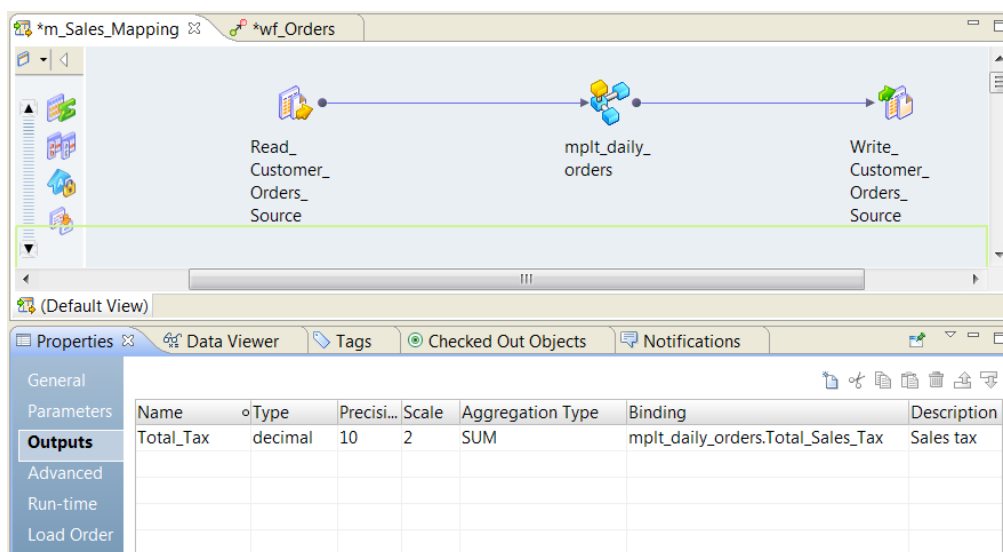 *m_Sales_Mapping *wf_Orders
Read_ mplt_daily_ Write_
Customer_ orders Customer_
Orders_ Orders_
Source Source
(Default View)
Properties Data Viewer Tags Checked Out Objects Notifications
General
Parameters Name Type Precisi... Scale Aggregation Type Binding Description
Outputs Total_Tax decimal 10 2 SUM mplt_daily_orders.Total_Sales_Tax Sales tax
Advanced
Run-time
Load Order